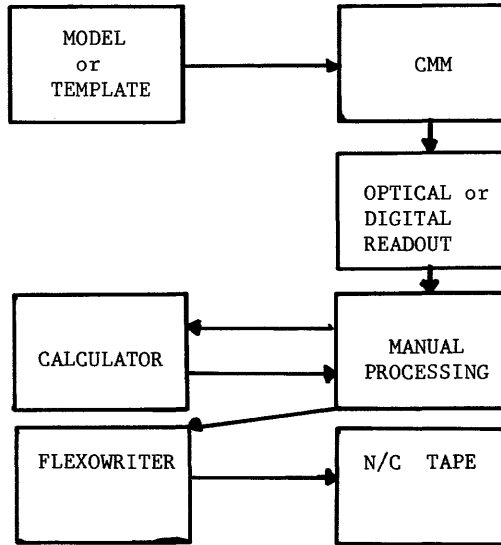 MODEL
or
TEMPLATE
CMM
OPTICAL or
DIGITAL
READOUT
CALCULATOR
MANUAL
PROCESSING
FLEXOWRITER
N/C TAPE